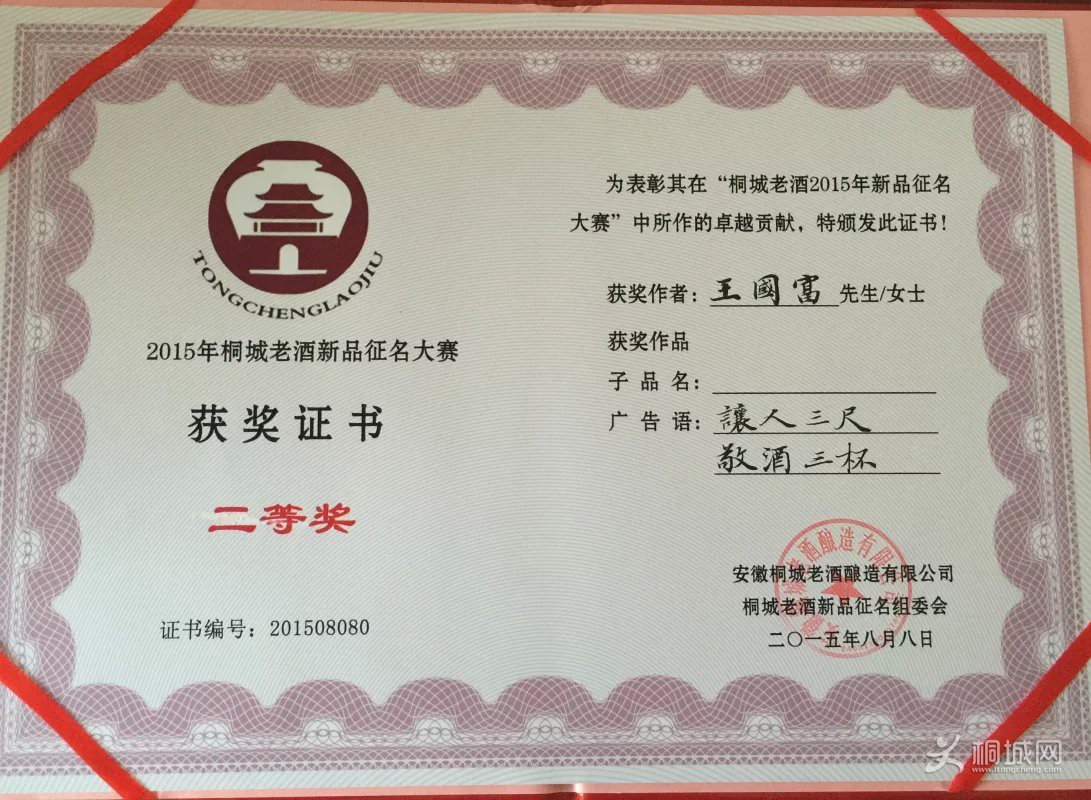 TONGCHENGLAOJIU
2015年桐城老酒新品征名大赛
获奖证书
二等奖
证书编号：201508080
为表彰其在“桐城老酒2015年新品征名
大赛”中所作的卓越贡献，特颁发此证书！
获奖作者：王國富 先生/女士
获奖作品
子 品 名：
广 告 语：讓人三尺
敬酒三杯
安徽桐城老酒酿造有限公司
桐城老酒新品征名组委会
二〇一五年八月八日
桐城网
www.itongcheng.com